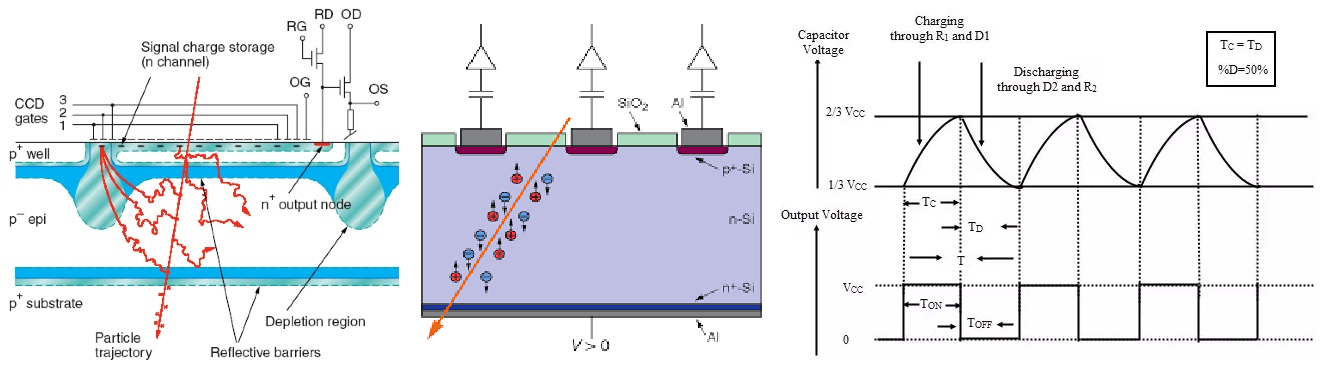 RG
RD
OD
Signal charge storage
(n channel)
OG
OS
CCD
gates
3
2
1
p+ well
n+ output node
p− epi
p+ substrate
Depletion region
Particle
trajectory
Reflective barriers
SiO2
Al
p+-Si
n-Si
n+-Si
Al
V > 0
Charging
through R1 and D1
Capacitor
Voltage
TC = TD
%D=50%
Discharging
through D2 and R2
2/3 VCC
1/3 VCC
TC
Output Voltage
TD
T
VCC
TON
TOFF
0